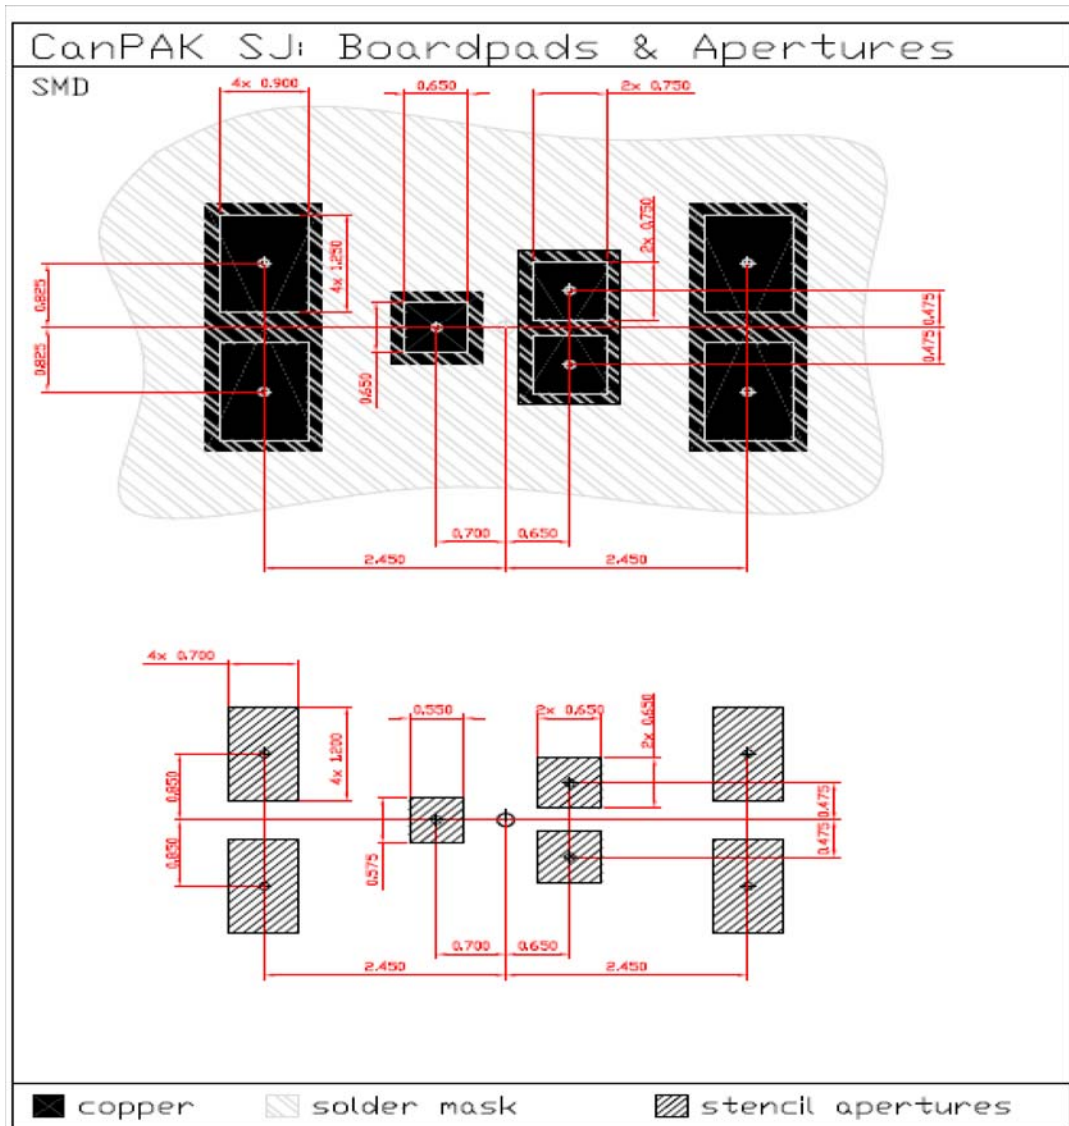 CanPAK SJ: Boardpads & Apertures
SMD
4x 0.900
0.650
2x 0.750
2x 0.750
4x 1.250
0.825
0.825
0.650
0.475
0.475
0.700
0.650
2.450
2.450
4x 0.700
0.550
2x 0.650
2x 0.650
4x 1.200
0.850
0.850
0.575
0.475
0.475
0.700
0.650
2.450
2.450
copper
solder mask
stencil apertures